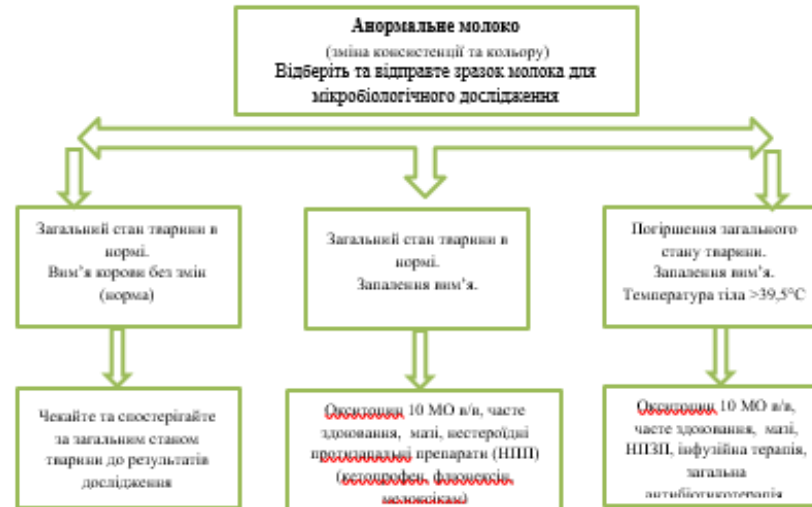 Анормальне молоко
(зміна консистенції та кольору)
Відберіть та відправте зразок молока для
мікробіологічного дослідження
Загальний стан тварини в
нормі.
Вим’я корови без змін
(норма)
Загальний стан тварини в
нормі.
Запалення вим’я.
Погіршення загального
стану тварини.
Запалення вим’я.
Температура тіла >39,5°С
Чекайте та спостерігайте
за загальним станом
тварини до результатів
дослідження
Окситоцин 10 МО в/в, часте
здоювання, мазі, нестероїдні
протизапальні препарати (НПП)
(кетопрофен, флюнексін,
мелоксікам)
Окситоцин 10 МО в/в,
часте здоювання, мазі,
НПЗП, інфузійна терапія,
загальна
антибіотикотерапія